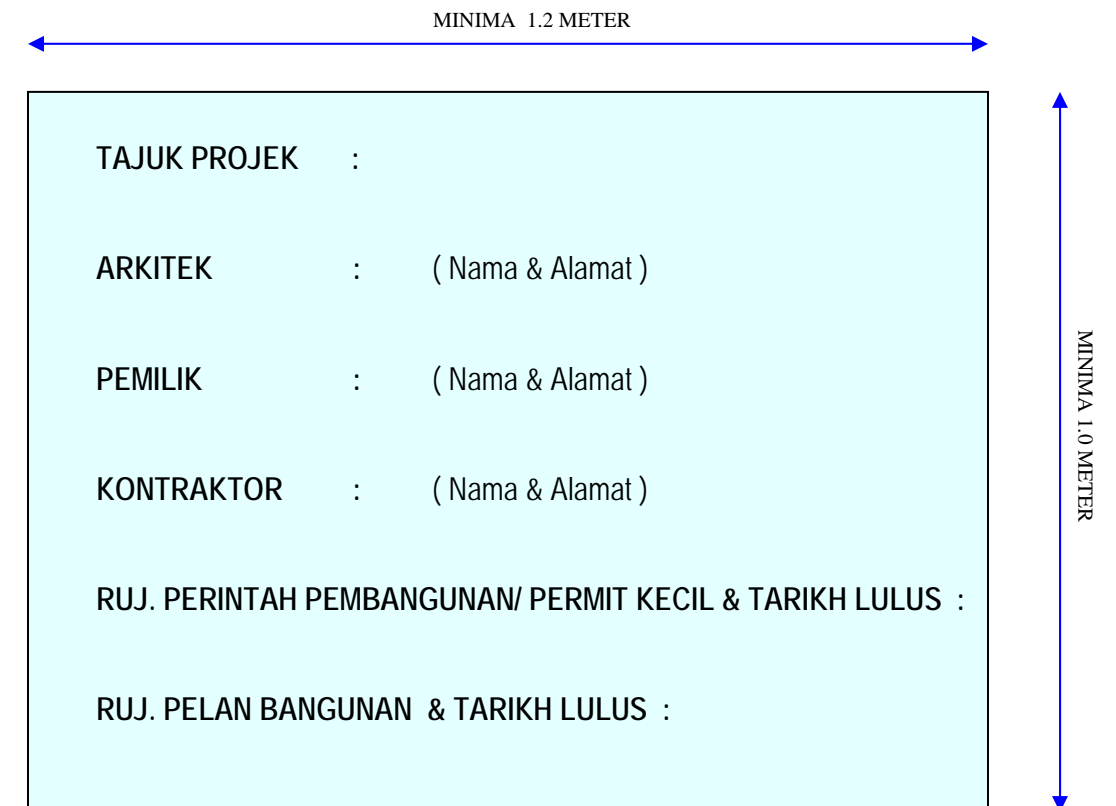 MINIMA 1.2 METER
TAJUK PROJEK :
ARKITEK : ( Nama & Alamat )
PEMILIK : ( Nama & Alamat )
KONTRAKTOR : ( Nama & Alamat )
RUJ. PERINTAH PEMBANGUNAN/ PERMIT KECIL & TARIKH LULUS :
RUJ. PELAN BANGUNAN & TARIKH LULUS :
MINIMA 1.0 METER